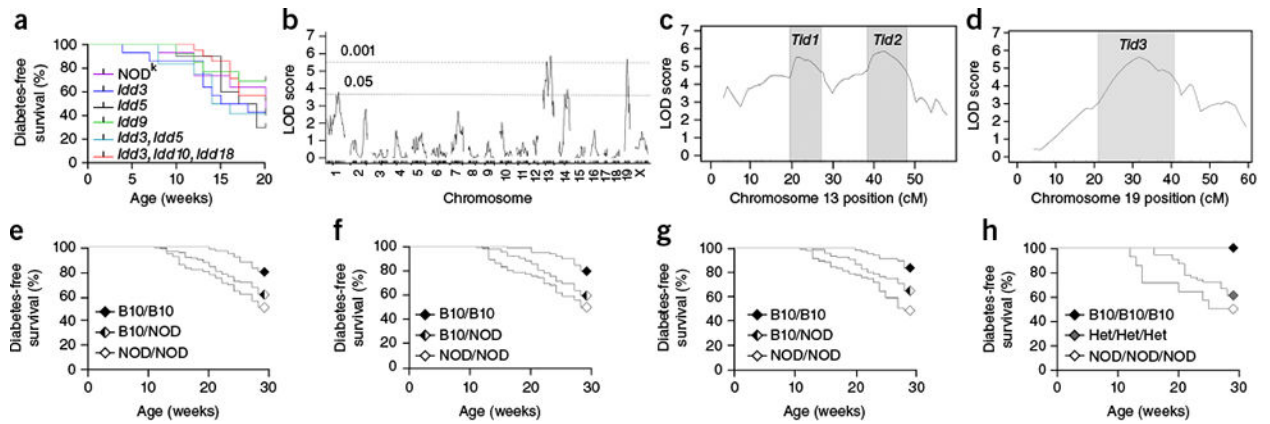 a
Diabetes-free
survival (%)
100
80
60
40
20
0
NODk
Idd3
Idd5
Idd9
Idd3, Idd5
Idd3, Idd10, Idd18
0 10 15 20
Age (weeks)
b
LOD score
7
6
5
4
3
2
1
0
0.001
0.05
1 2 3 4 5 6 7 8 9 10 11 12 13 14 15 16 17 18 19 X
Chromosome
c
LOD score
7
6
5
4
3
2
1
0
Tid1 Tid2
0 10 20 30 40 50
Chromosome 13 position (cM)
d
LOD score
7
6
5
4
3
2
1
0
Tid3
0 10 20 30 40 50 60
Chromosome 19 position (cM)
e
Diabetes-free
survival (%)
100
80
60
40
20
0
B10/B10
B10/NOD
NOD/NOD
0 10 20 30
Age (weeks)
f
Diabetes-free
survival (%)
100
80
60
40
20
0
B10/B10
B10/NOD
NOD/NOD
0 10 20 30
Age (weeks)
g
Diabetes-free
survival (%)
100
80
60
40
20
0
B10/B10
B10/NOD
NOD/NOD
0 10 20 30
Age (weeks)
h
Diabetes-free
survival (%)
100
80
60
40
20
0
B10/B10/B10
Het/Het/Het
NOD/NOD/NOD
0 10 20 30
Age (weeks)